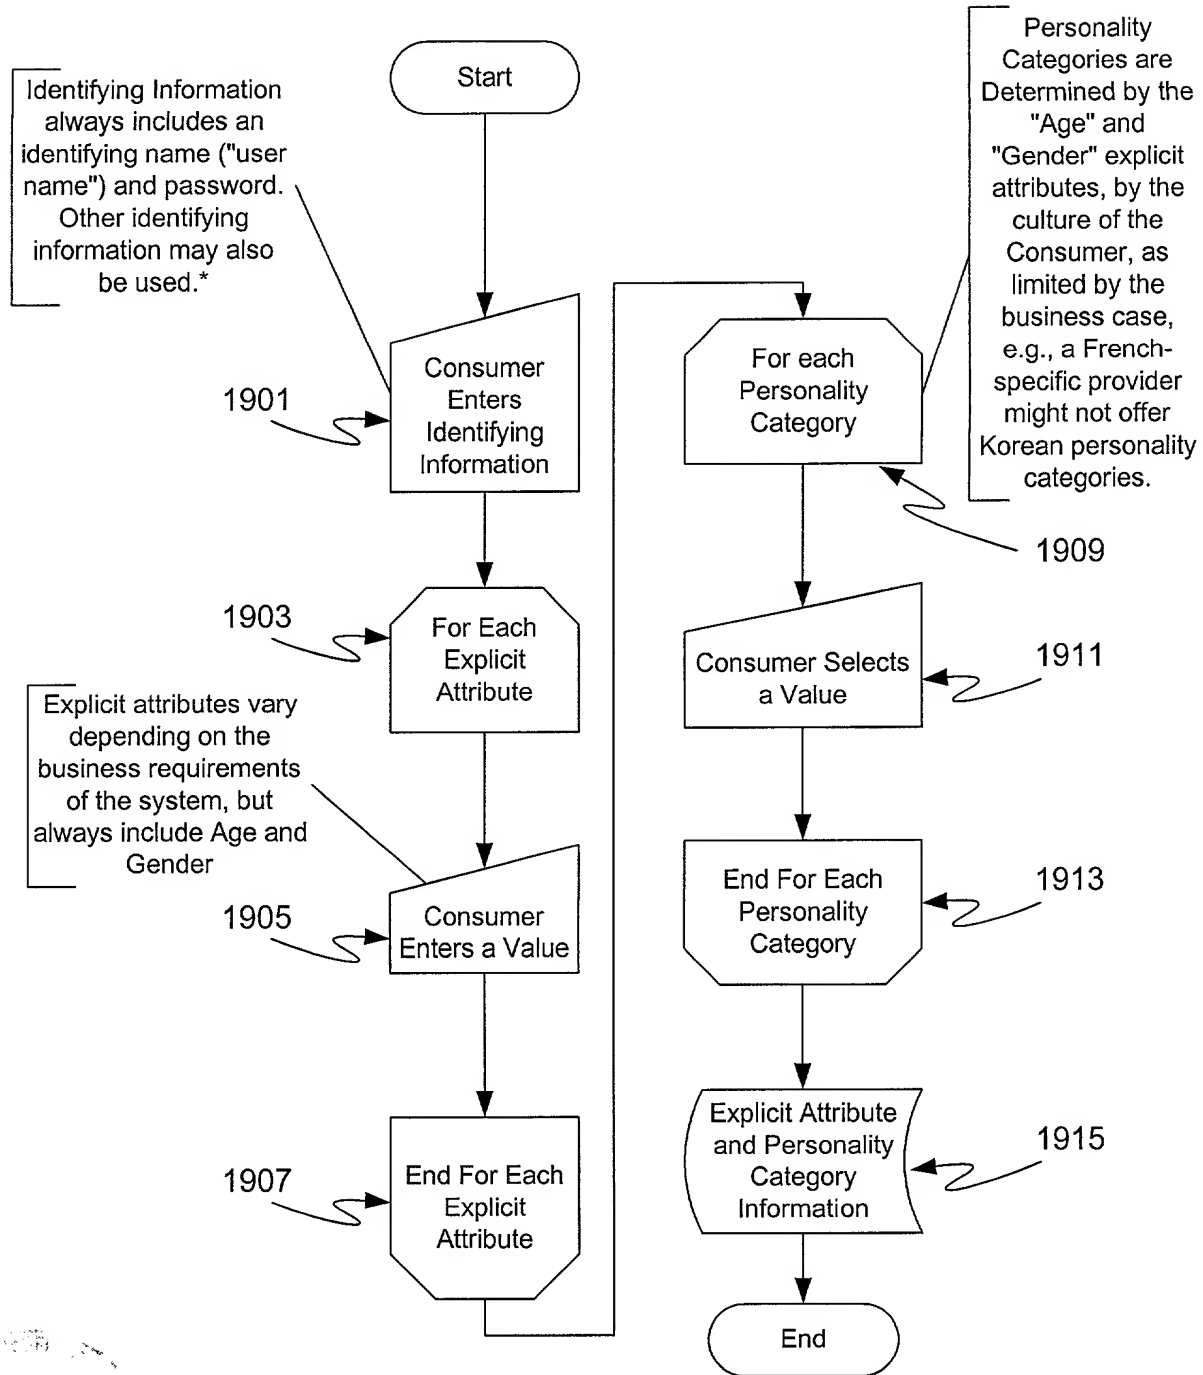 Start
Identifying Information
always includes an
identifying name ("user
name") and password.
Other identifying
information may also
be used.*
Consumer
Enters
Identifying
Information
1901
For Each
Explicit
Attribute
1903
Explicit attributes vary
depending on the
business requirements
of the system, but
always include Age and
Gender
Consumer
Enters a Value
1905
End For Each
Explicit
Attribute
1907
Personality
Categories are
Determined by the
"Age" and
"Gender" explicit
attributes, by the
culture of the
Consumer, as
limited by the
business case,
e.g., a French-
specific provider
might not offer
Korean personality
categories.
For each
Personality
Category
1909
Consumer Selects
a Value
1911
End For Each
Personality
Category
1913
Explicit Attribute
and Personality
Category
Information
1915
End